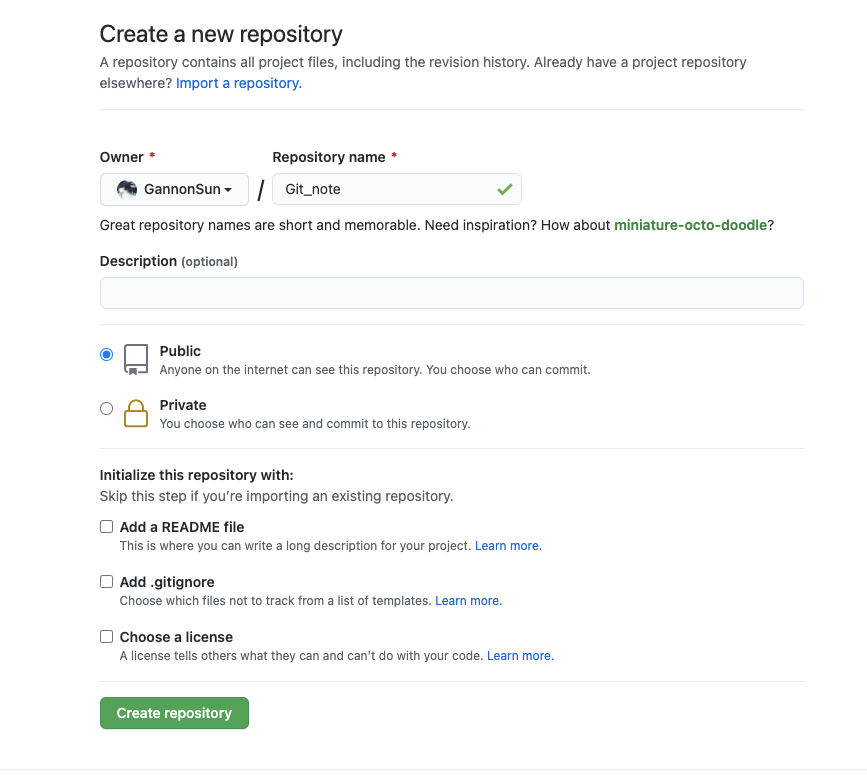 Create a new repository
A repository contains all project files, including the revision history. Already have a project repository
elsewhere? Import a repository.
Owner * Repository name *
GannonSun / Git_note
Great repository names are short and memorable. Need inspiration? How about miniature-octo-doodle?
Description (optional)
Public
Anyone on the internet can see this repository. You choose who can commit.
Private
You choose who can see and commit to this repository.
Initialize this repository with:
Skip this step if you’re importing an existing repository.
Add a README file
This is where you can write a long description for your project. Learn more.
Add .gitignore
Choose which files not to track from a list of templates. Learn more.
Choose a license
A license tells others what they can and can't do with your code. Learn more.
Create repository